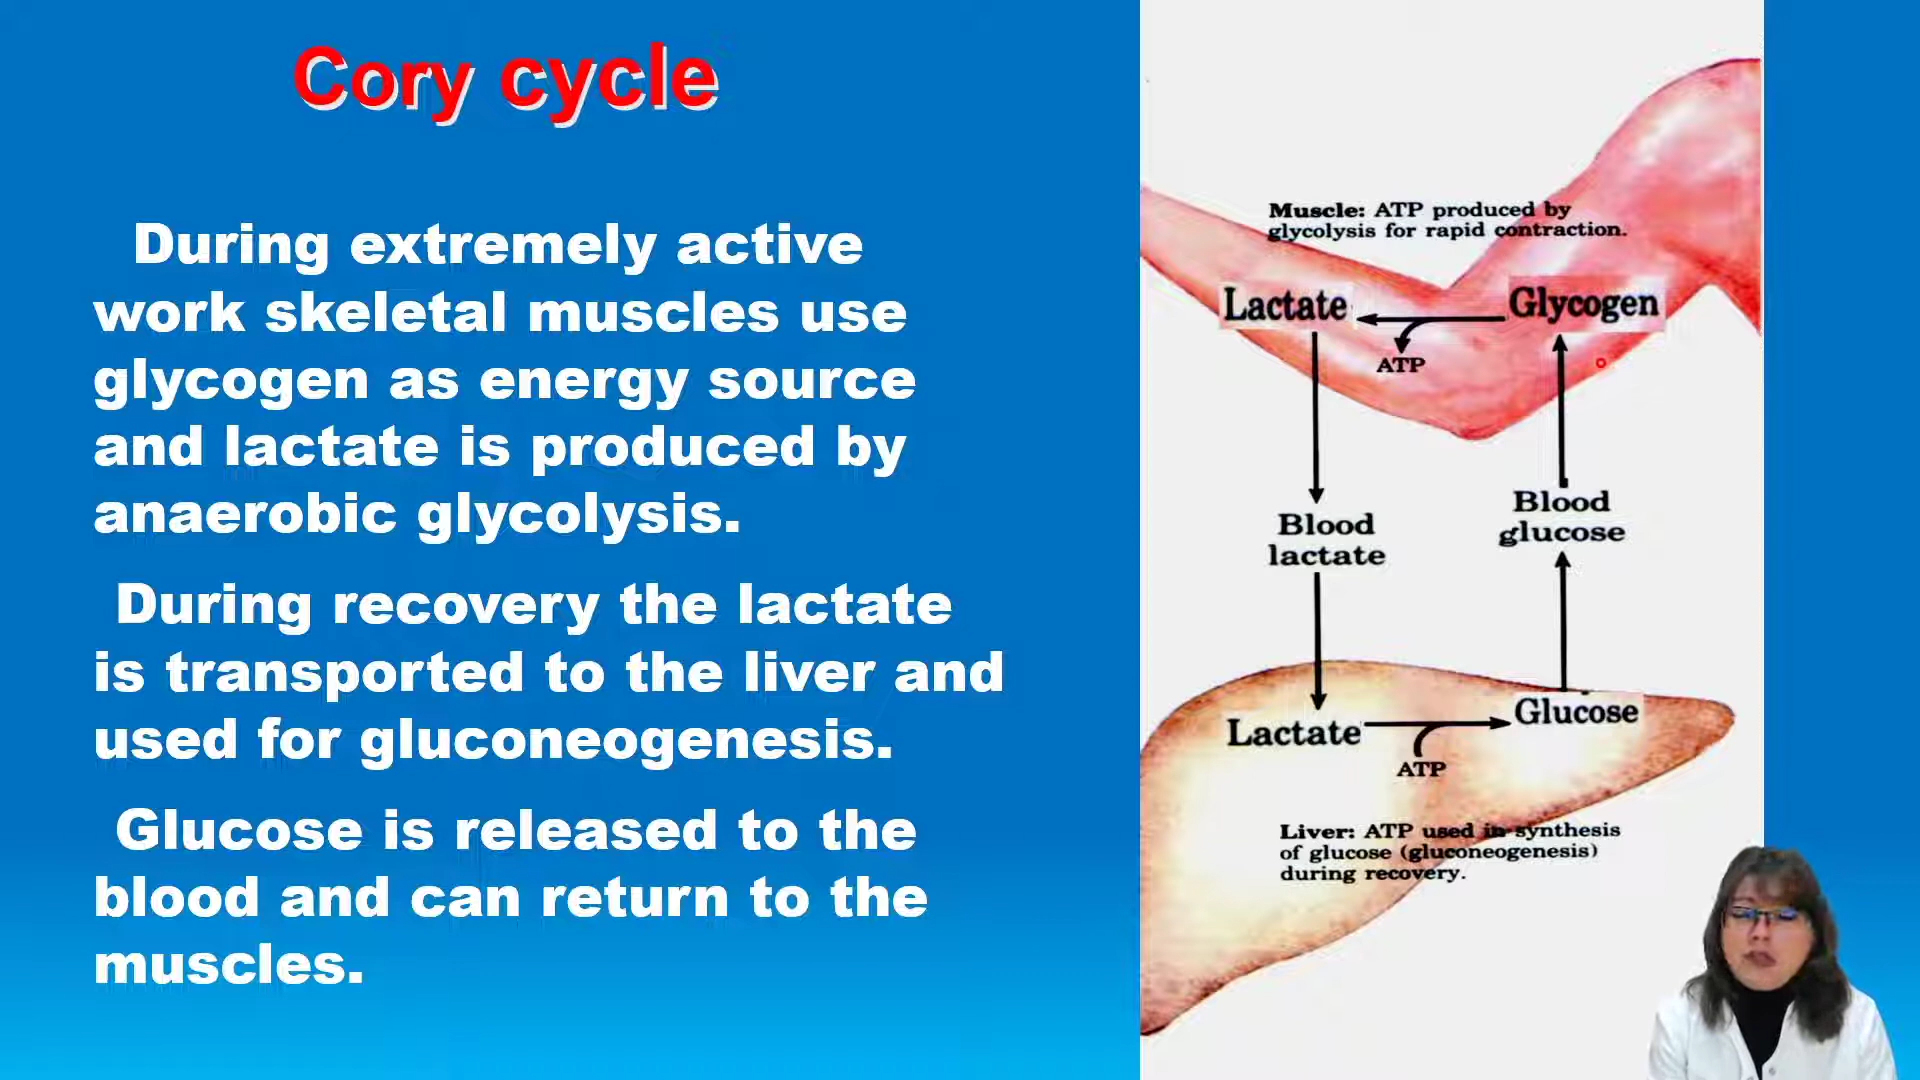 Cory cycle
During extremely active
work skeletal muscles use
glycogen as energy source
and lactate is produced by
anaerobic glycolysis.
During recovery the lactate
is transported to the liver and
used for gluconeogenesis.
Glucose is released to the
blood and can return to the
muscles.
Muscle: ATP produced by
glycolysis for rapid contraction.
Lactate
Glycogen
ATP
Blood
lactate
Blood
glucose
Lactate
Glucose
ATP
Liver: ATP used in synthesis
of glucose (gluconeogenesis)
during recovery.